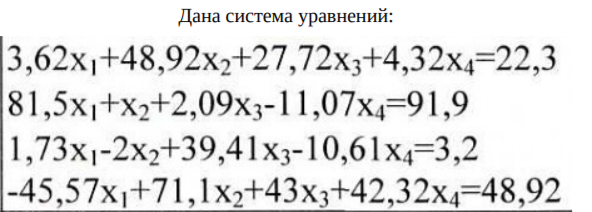 Дана система уравнений:
3,62x₁+48,92x₂+27,72x₃+4,32x₄=22,3
81,5x₁+x₂+2,09x₃-11,07x₄=91,9
1,73x₁-2x₂+39,41x₃-10,61x₄=3,2
-45,57x₁+71,1x₂+43x₃+42,32x₄=48,92